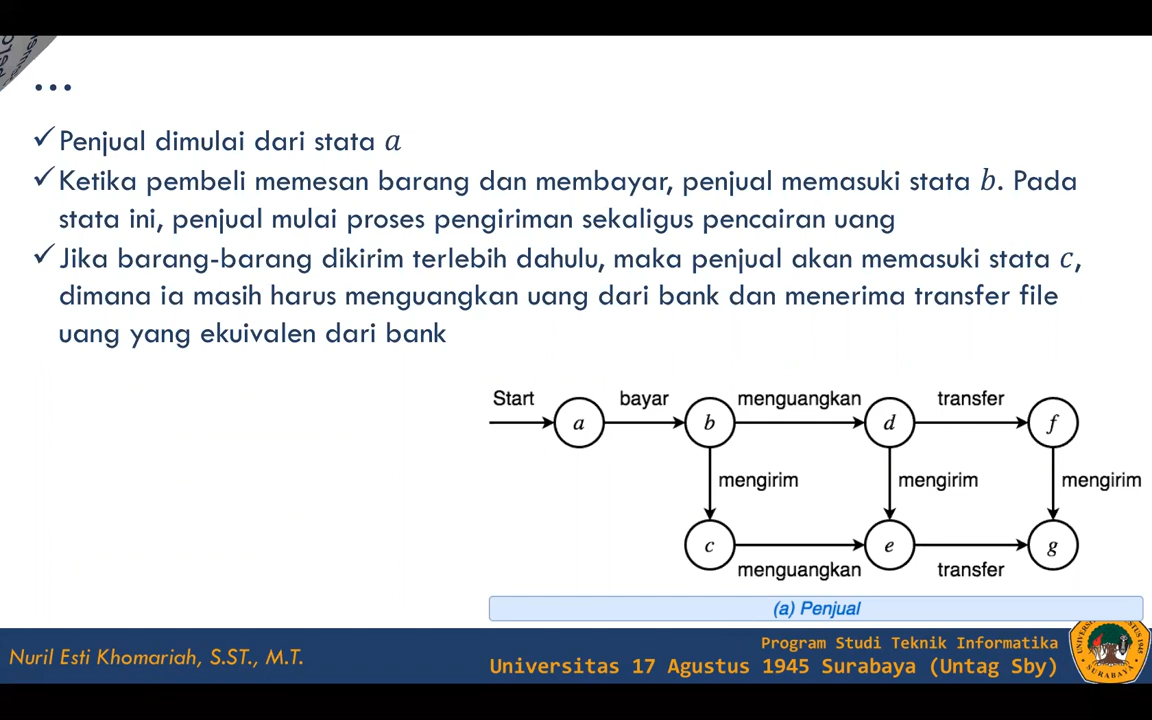 ...
✓Penjual dimulai dari stata a
✓Ketika pembeli memesan barang dan membayar, penjual memasuki stata b. Pada
stata ini, penjual mulai proses pengiriman sekaligus pencairan uang
✓Jika barang-barang dikirim terlebih dahulu, maka penjual akan memasuki stata c,
dimana ia masih harus menguangkan uang dari bank dan menerima transfer file
uang yang ekuivalen dari bank
Start bayar menguangkan transfer
a b d f
mengirim mengirim mengirim
c e g
menguangkan transfer
(a) Penjual
Nuril Esti Khomariah, S.ST., M.T.
Program Studi Teknik Informatika
Universitas 17 Agustus 1945 Surabaya (Untag Sby)
SURABAYA